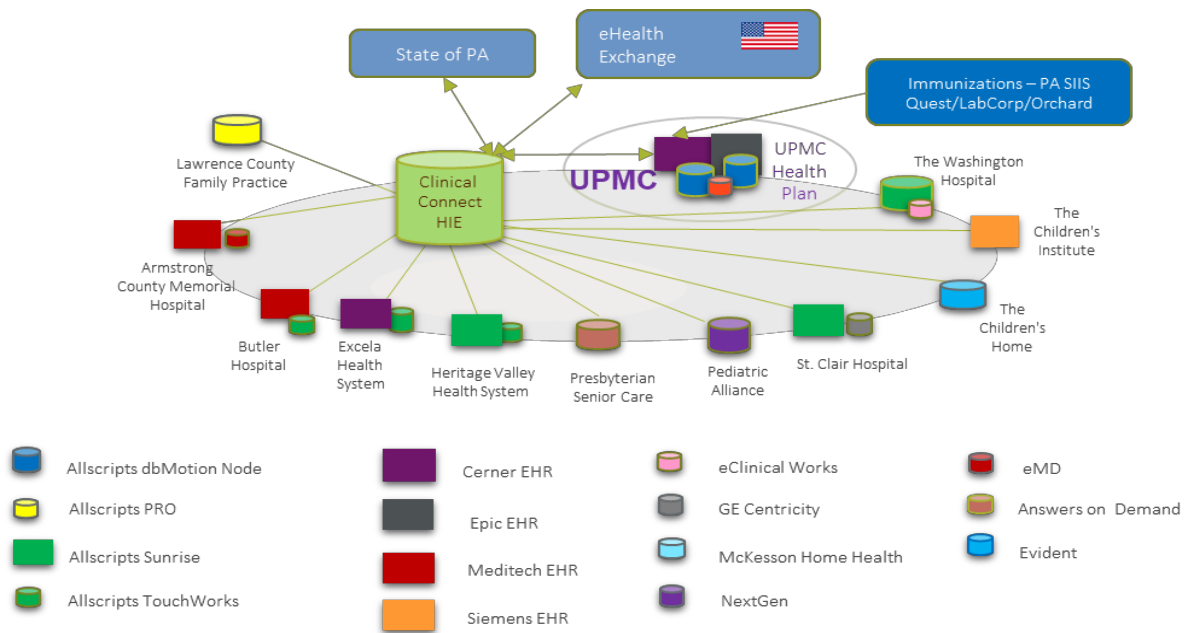 State of PA
eHealth
Exchange
Immunizations – PA SIIS
Quest/LabCorp/Orchard
Lawrence County
Family Practice
Clinical
Connect
HIE
UPMC
UPMC
Health
Plan
The Washington
Hospital
The
Children's
Institute
Armstrong
County Memorial
Hospital
Butler
Hospital
Excela
Health
System
Heritage Valley
Health System
Presbyterian
Senior Care
Pediatric
Alliance
St. Clair Hospital
The
Children's
Home
Allscripts dbMotion Node
Allscripts PRO
Allscripts Sunrise
Allscripts TouchWorks
Cerner EHR
Epic EHR
Meditech EHR
Siemens EHR
eClinical Works
GE Centricity
McKesson Home Health
NextGen
eMD
Answers on Demand
Evident